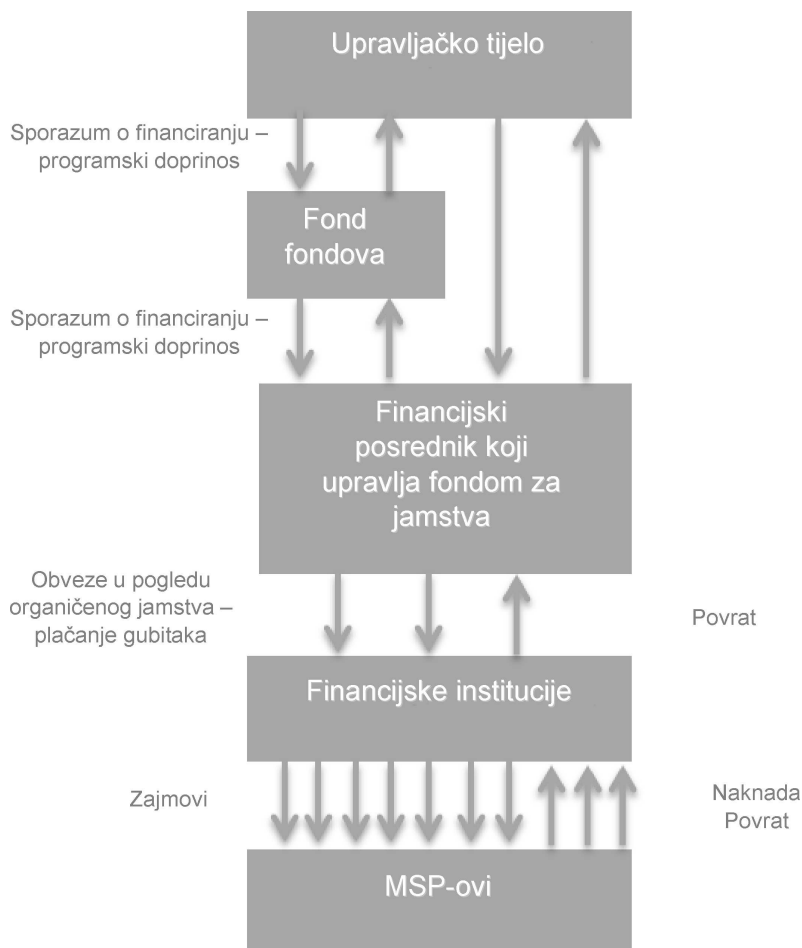 Upravljačko tijelo
Sporazum o financiranju –
programski doprinos
Fond
fondova
Sporazum o financiranju –
programski doprinos
Financijski
posrednik koji
upravlja fondom za
jamstva
Obveze u pogledu
organičenog jamstva –
plačanje gubitaka
Povrat
Financijske institucije
Zajmovi
Naknada
Povrat
MSP-ovi